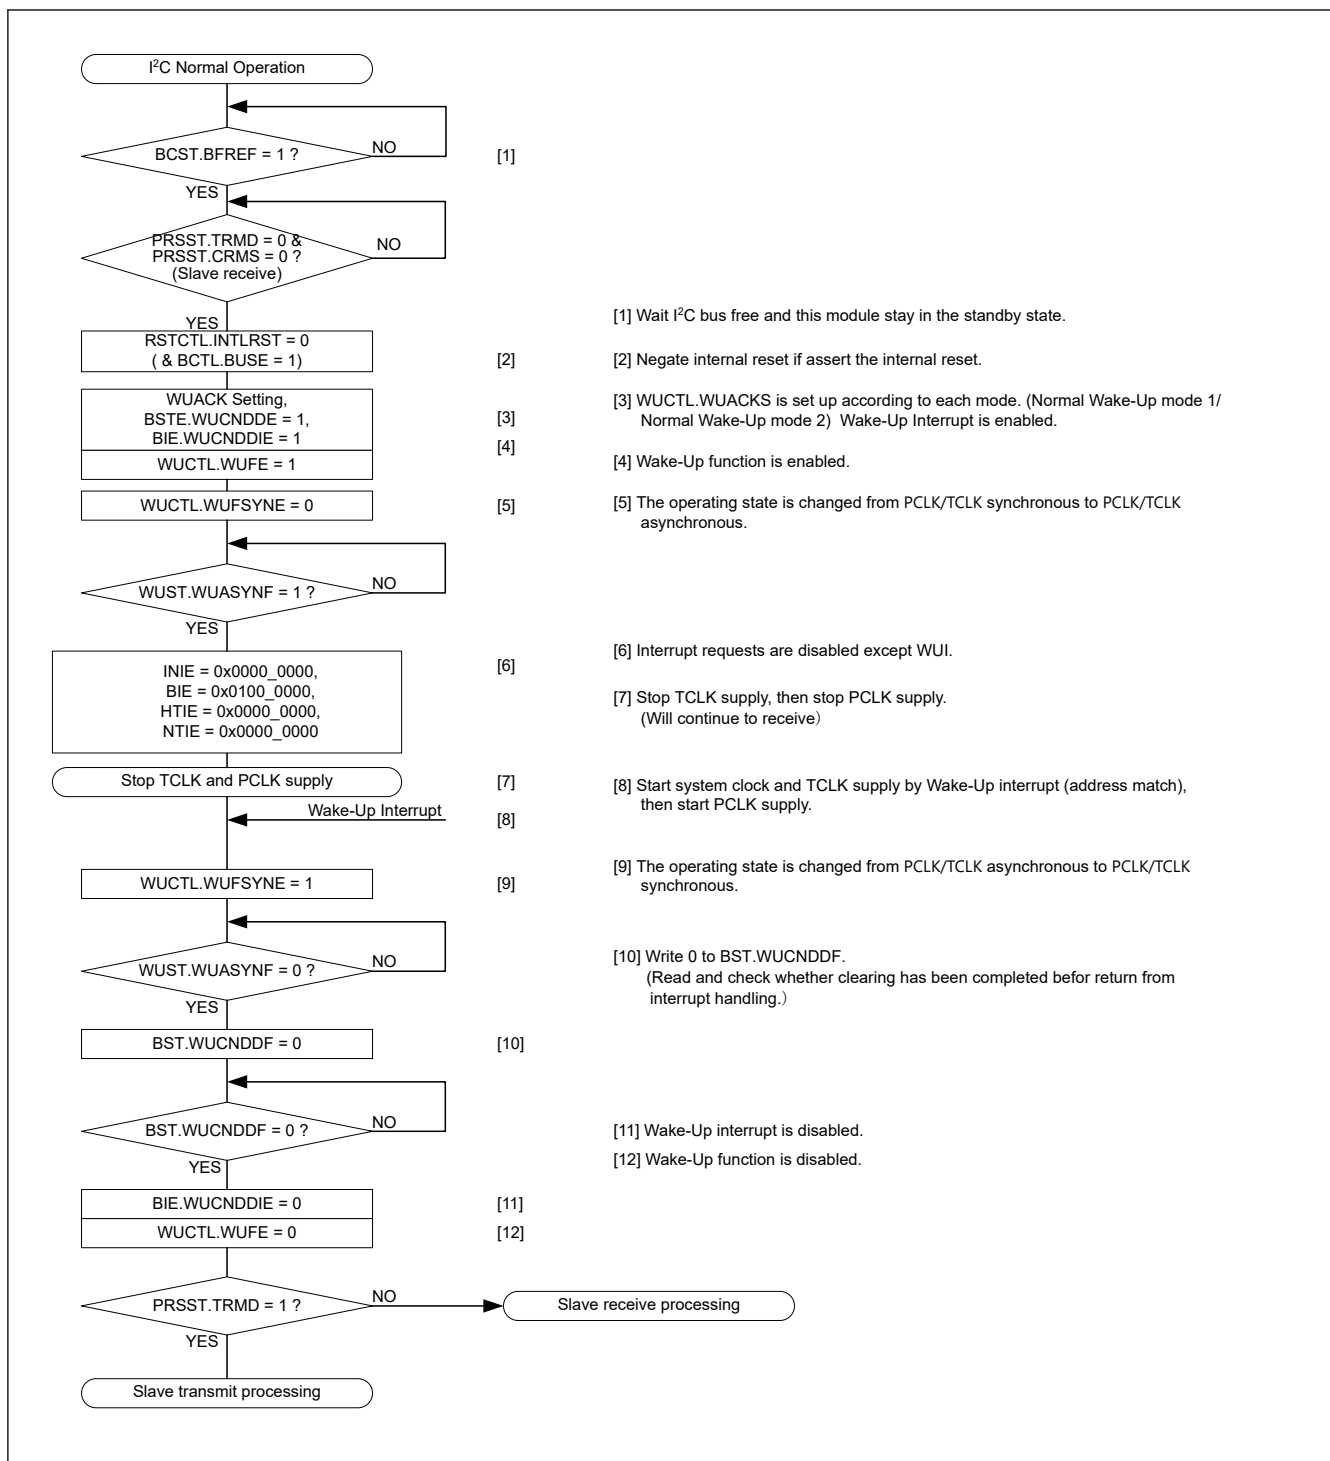 I²C Normal Operation
BCST.BFREF = 1 ?
NO
[1]
YES
PRSST.TRMD = 0 &
PRSST.CRMS = 0 ?
(Slave receive)
NO
YES
RSTCTL.INTLRST = 0
( & BCTL.BUSE = 1)
[2]
WUACK Setting,
BSTE.WUCNDDE = 1,
BIE.WUCNDDIE = 1
[3]
[4]
WUCTL.WUFE = 1
WUCTL.WUFSYNE = 0
[5]
WUST.WUASYNF = 1 ?
NO
YES
INIE = 0x0000_0000,
BIE = 0x0100_0000,
HTIE = 0x0000_0000,
NTIE = 0x0000_0000
[6]
Stop TCLK and PCLK supply
[7]
Wake-Up Interrupt
[8]
WUCTL.WUFSYNE = 1
[9]
WUST.WUASYNF = 0 ?
NO
YES
BST.WUCNDDF = 0
[10]
BST.WUCNDDF = 0 ?
NO
YES
BIE.WUCNDDIE = 0
[11]
WUCTL.WUFE = 0
[12]
PRSST.TRMD = 1 ?
NO
Slave receive processing
YES
Slave transmit processing
[1] Wait I²C bus free and this module stay in the standby state.
[2] Negate internal reset if assert the internal reset.
[3] WUCTL.WUACKS is set up according to each mode. (Normal Wake-Up mode 1/
Normal Wake-Up mode 2) Wake-Up Interrupt is enabled.
[4] Wake-Up function is enabled.
[5] The operating state is changed from PCLK/TCLK synchronous to PCLK/TCLK
asynchronous.
[6] Interrupt requests are disabled except WUI.
[7] Stop TCLK supply, then stop PCLK supply.
(Will continue to receive）
[8] Start system clock and TCLK supply by Wake-Up interrupt (address match),
then start PCLK supply.
[9] The operating state is changed from PCLK/TCLK asynchronous to PCLK/TCLK
synchronous.
[10] Write 0 to BST.WUCNDDF.
(Read and check whether clearing has been completed befor return from
interrupt handling.）
[11] Wake-Up interrupt is disabled.
[12] Wake-Up function is disabled.